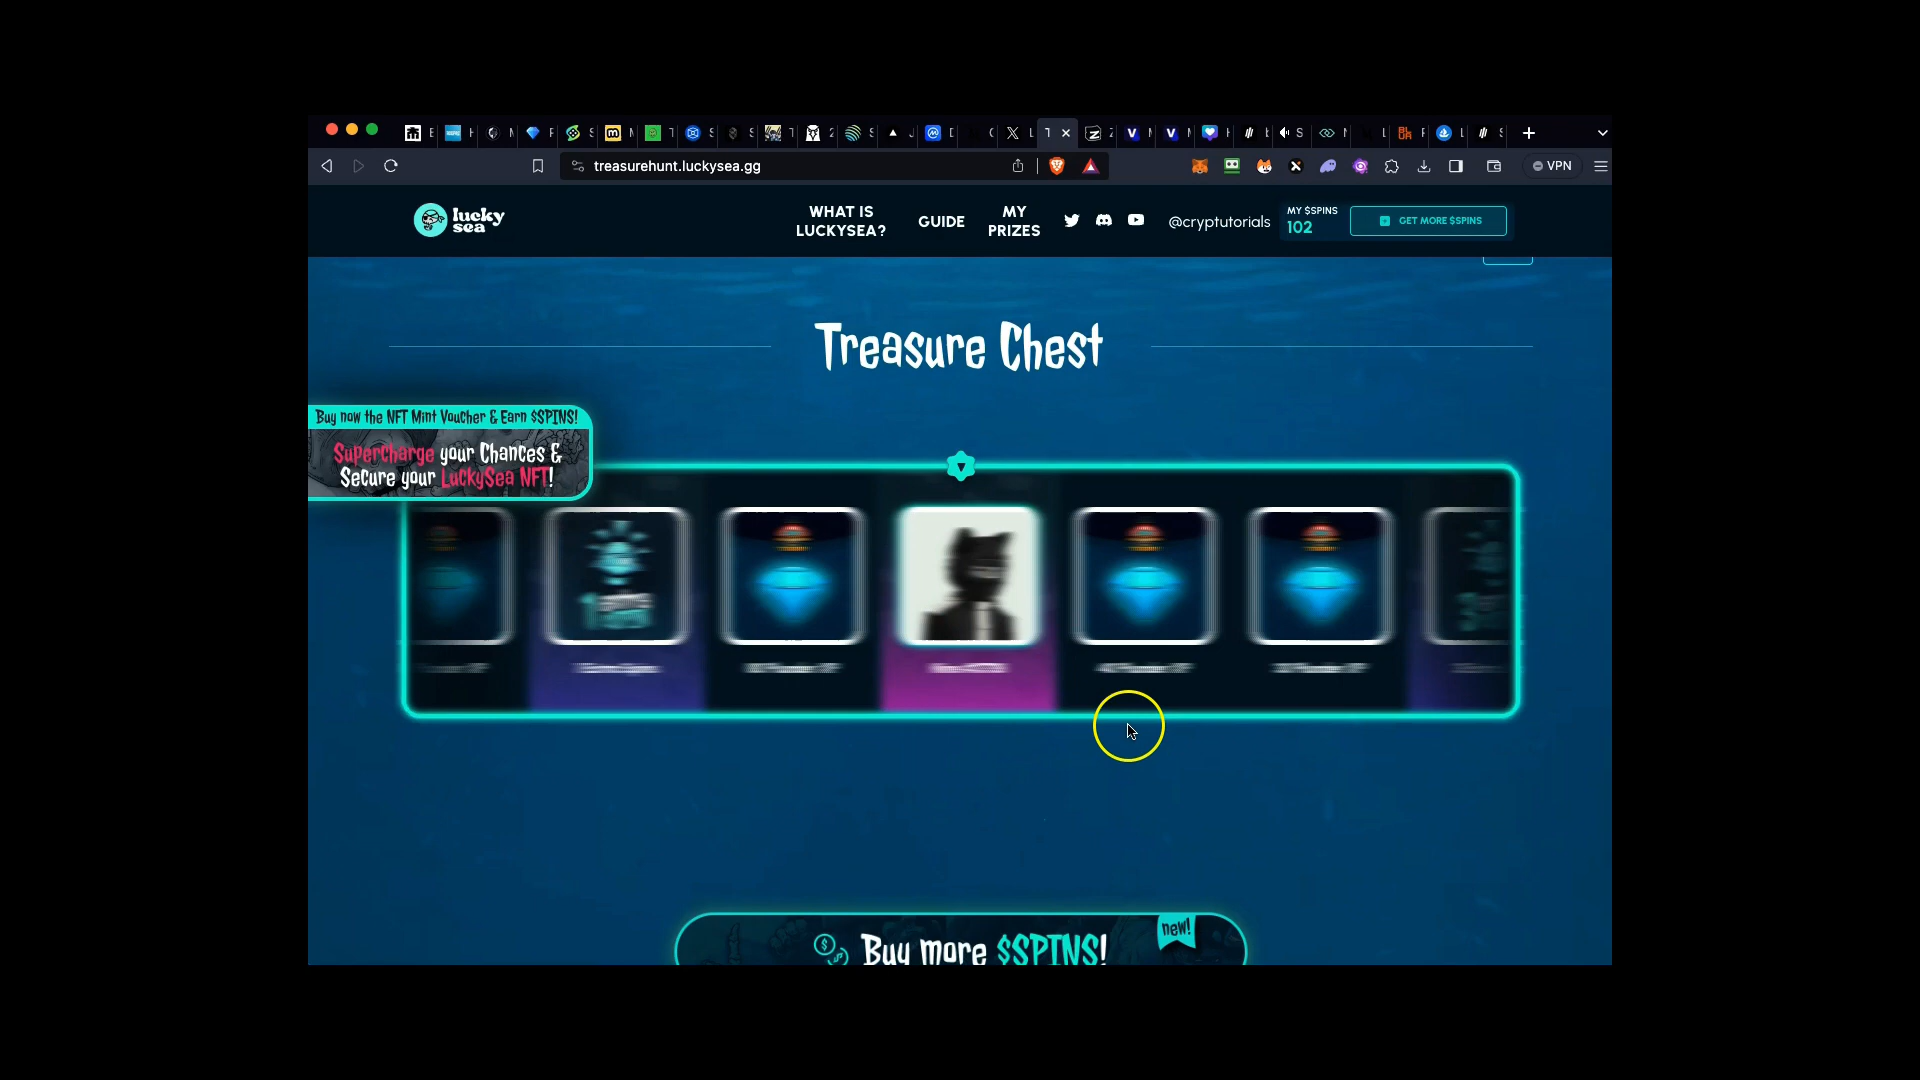 treasurehunt.luckysea.gg
VPN
lucky
sea
WHAT IS
LUCKYSEA?
GUIDE
MY
PRIZES
@cryptutorials
MY $SPINS
102
GET MORE $SPINS
Treasure Chest
Buy now the NFT Mint Voucher & Earn $SPINS!
Supercharge your Chances &
Secure your LuckySea NFT!
new!
Buy more $SPINS!